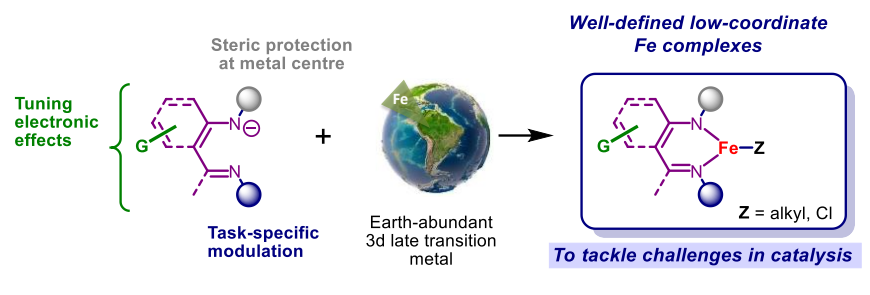 Well-defined low-coordinate
Fe complexes
Steric protection
at metal centre
Tuning
electronic
effects
G
N
N
Task-specific
modulation
+
Fe
Earth-abundant
3d late transition
metal
G
N
Fe
Z
N
Z = alkyl, Cl
To tackle challenges in catalysis